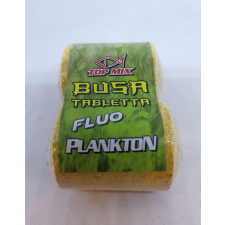 TOP MIX
BUSA
TABLETTA
FLUO
PLANKTON